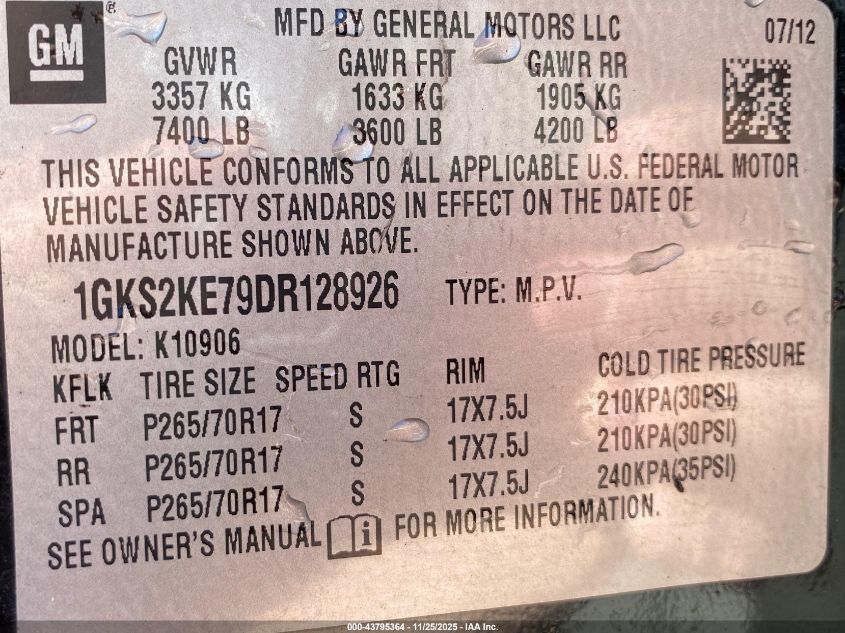 GM ®
MFD BY GENERAL MOTORS LLC 07/12
GVWR GAWR FRT GAWR RR
3357 KG 1633 KG 1905 KG
7400 LB 3600 LB 4200 LB
THIS VEHICLE CONFORMS TO ALL APPLICABLE U.S. FEDERAL MOTOR
VEHICLE SAFETY STANDARDS IN EFFECT ON THE DATE OF
MANUFACTURE SHOWN ABOVE.
1GKS2KE79DR128926 TYPE: M.P.V.
MODEL: K10906
KFLK TIRE SIZE SPEED RTG RIM COLD TIRE PRESSURE
FRT P265/70R17 S 17X7.5J 210KPA(30PSI)
RR P265/70R17 S 17X7.5J 210KPA(30PSI)
SPA P265/70R17 S 17X7.5J 240KPA(35PSI)
SEE OWNER'S MANUAL i FOR MORE INFORMATION.
000-43795364 - 11/25/2025 - IAA Inc.